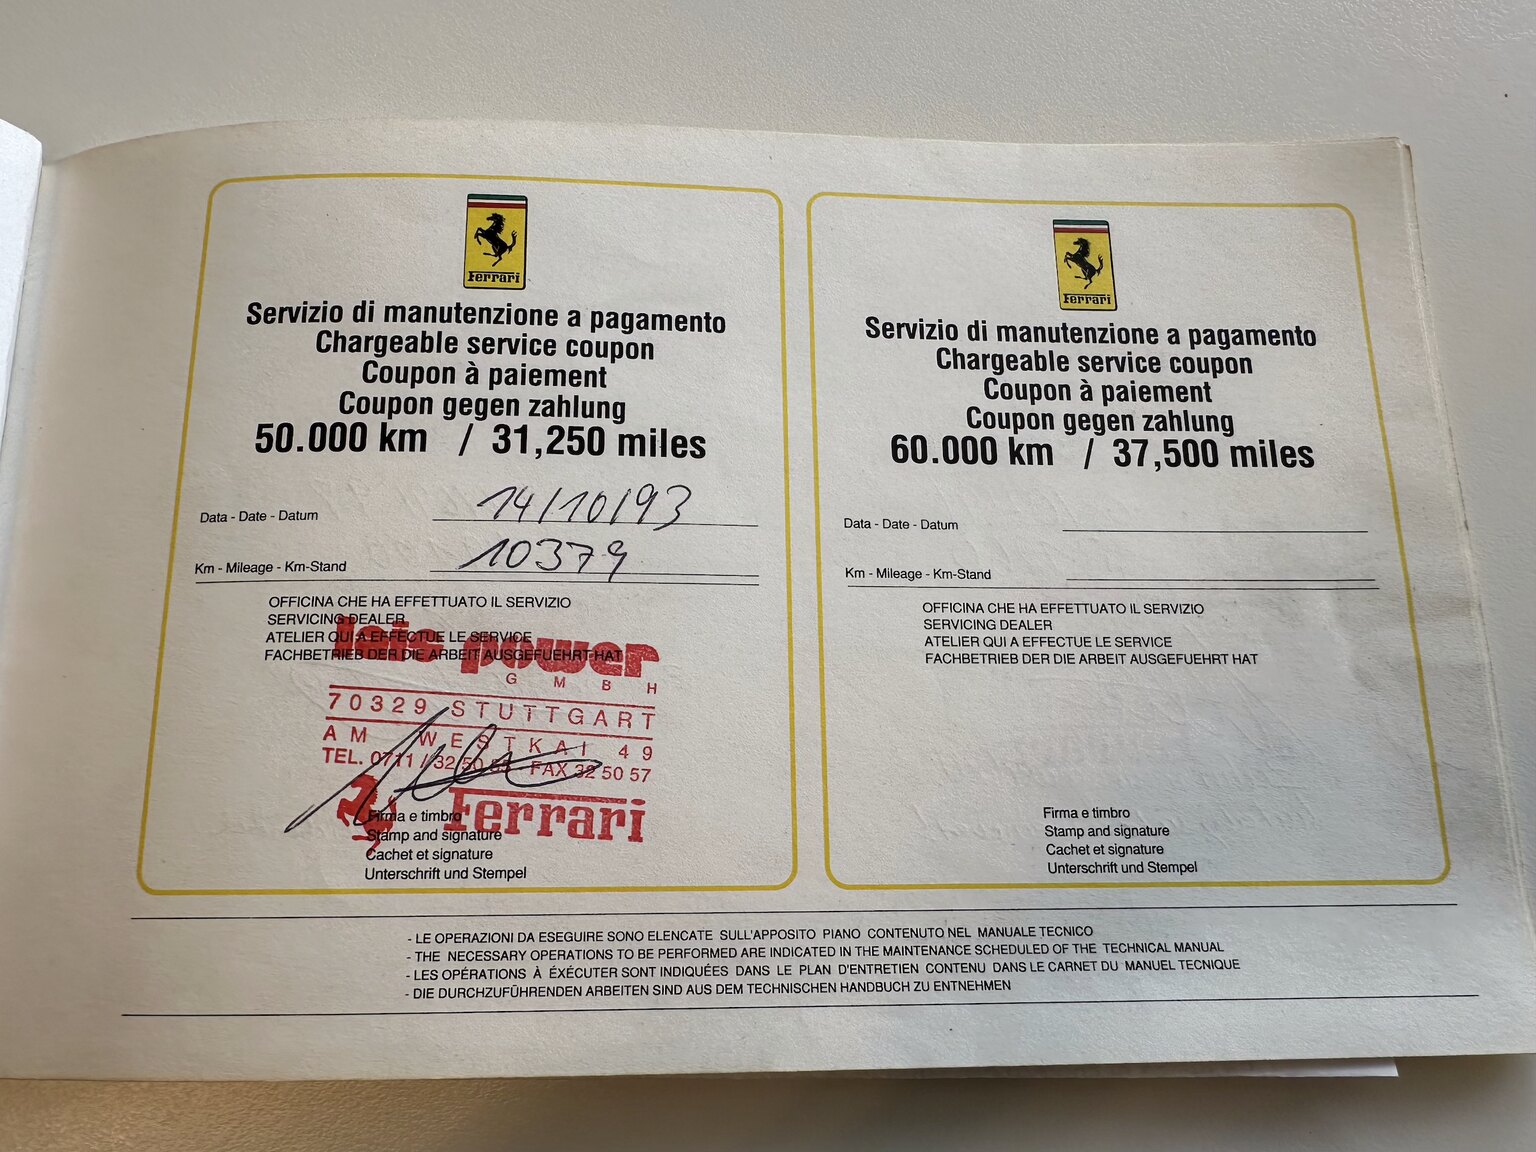 Ferrari
Servizio di manutenzione a pagamento
Chargeable service coupon
Coupon à paiement
Coupon gegen zahlung
50.000 km / 31,250 miles
Data - Date - Datum 14/10/93
Km - Mileage - Km-Stand 10379
OFFICINA CHE HA EFFETTUATO IL SERVIZIO
SERVICING DEALER
ATELIER QUI A EFFECTUE LE SERVICE
FACHBETRIEB DER DIE ARBEIT AUSGEFUEHRT HAT
power
GMBH
70329 STUTTGART
AM WESTKAI 49
TEL. 0711 / 32 50 FAX 32 50 57
Ferrari
Firma e timbro
Stamp and signature
Cachet et signature
Unterschrift und Stempel
Ferrari
Servizio di manutenzione a pagamento
Chargeable service coupon
Coupon à paiement
Coupon gegen zahlung
60.000 km / 37,500 miles
Data - Date - Datum
Km - Mileage - Km-Stand
OFFICINA CHE HA EFFETTUATO IL SERVIZIO
SERVICING DEALER
ATELIER QUI A EFFECTUE LE SERVICE
FACHBETRIEB DER DIE ARBEIT AUSGEFUEHRT HAT
Firma e timbro
Stamp and signature
Cachet et signature
Unterschrift und Stempel
- LE OPERAZIONI DA ESEGUIRE SONO ELENCATE SULL'APPOSITO PIANO CONTENUTO NEL MANUALE TECNICO
- THE NECESSARY OPERATIONS TO BE PERFORMED ARE INDICATED IN THE MAINTENANCE SCHEDULED OF THE TECHNICAL MANUAL
- LES OPÉRATIONS À ÉXÉCUTER SONT INDIQUÉES DANS LE PLAN D'ENTRETIEN CONTENU DANS LE CARNET DU MANUEL TECNIQUE
- DIE DURCHZUFÜHRENDEN ARBEITEN SIND AUS DEM TECHNISCHEN HANDBUCH ZU ENTNEHMEN